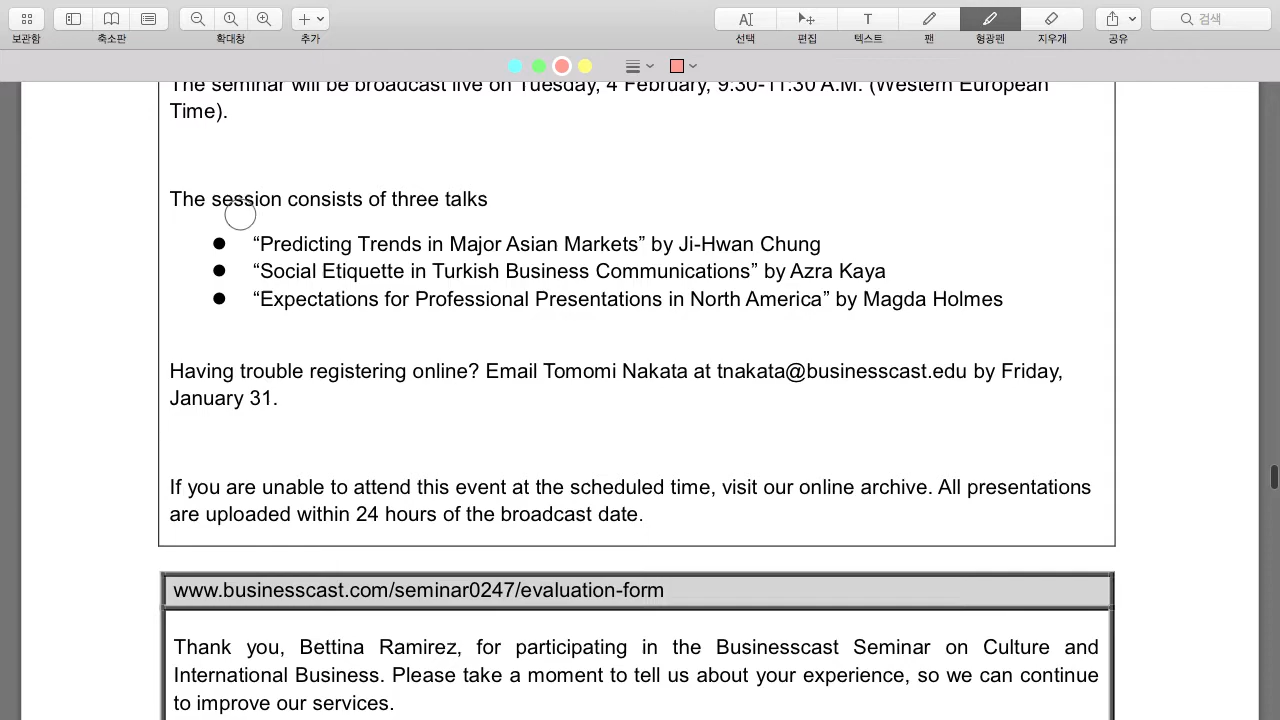 보관함
축소판
확대창
추가
선택
편집
텍스트
펜
형광펜
지우개
공유
검색
The seminar will be broadcast live on Tuesday, 4 February, 9:30-11:30 A.M. (Western European
Time).
The session consists of three talks
● “Predicting Trends in Major Asian Markets” by Ji-Hwan Chung
● “Social Etiquette in Turkish Business Communications” by Azra Kaya
● “Expectations for Professional Presentations in North America” by Magda Holmes
Having trouble registering online? Email Tomomi Nakata at tnakata@businesscast.edu by Friday,
January 31.
If you are unable to attend this event at the scheduled time, visit our online archive. All presentations
are uploaded within 24 hours of the broadcast date.
www.businesscast.com/seminar0247/evaluation-form
Thank you, Bettina Ramirez, for participating in the Businesscast Seminar on Culture and
International Business. Please take a moment to tell us about your experience, so we can continue
to improve our services.